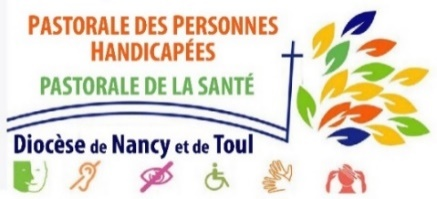 PASTORALE DES PERSONNES
HANDICAPÉES
PASTORALE DE LA SANTÉ
Diocèse de Nancy et de Toul